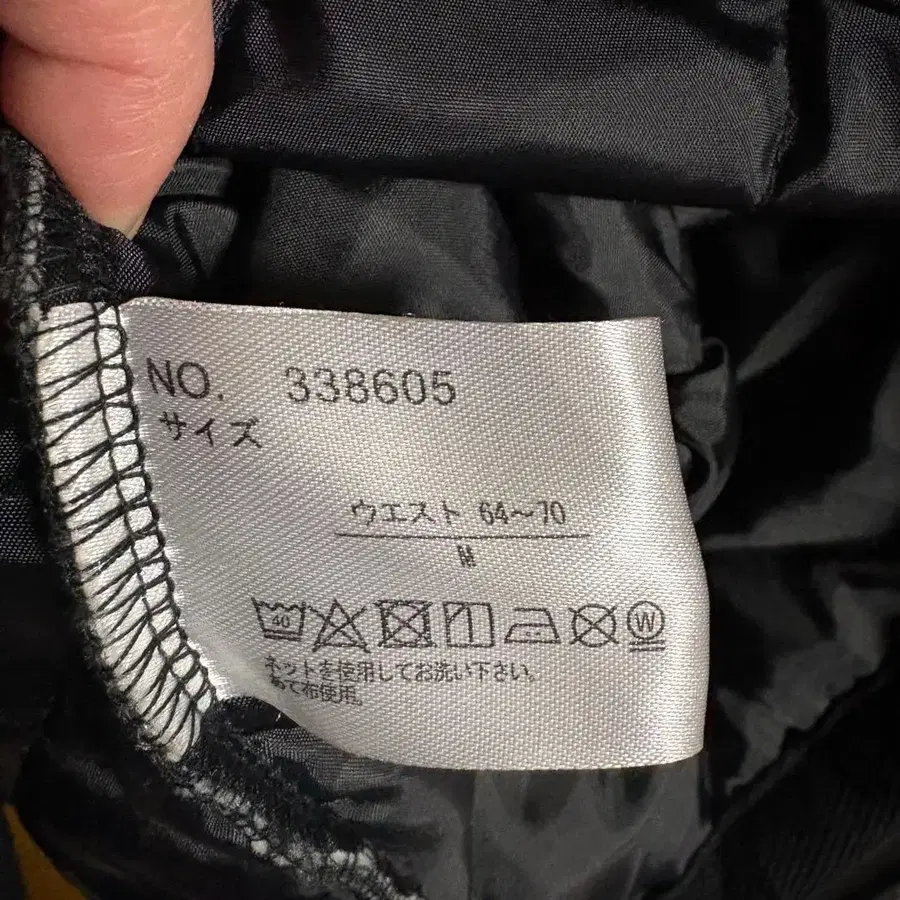 NO. 338605
サイズ
ウエスト 64～70
M
40 W
ネットを使用してお洗い下さい。
あて布使用。